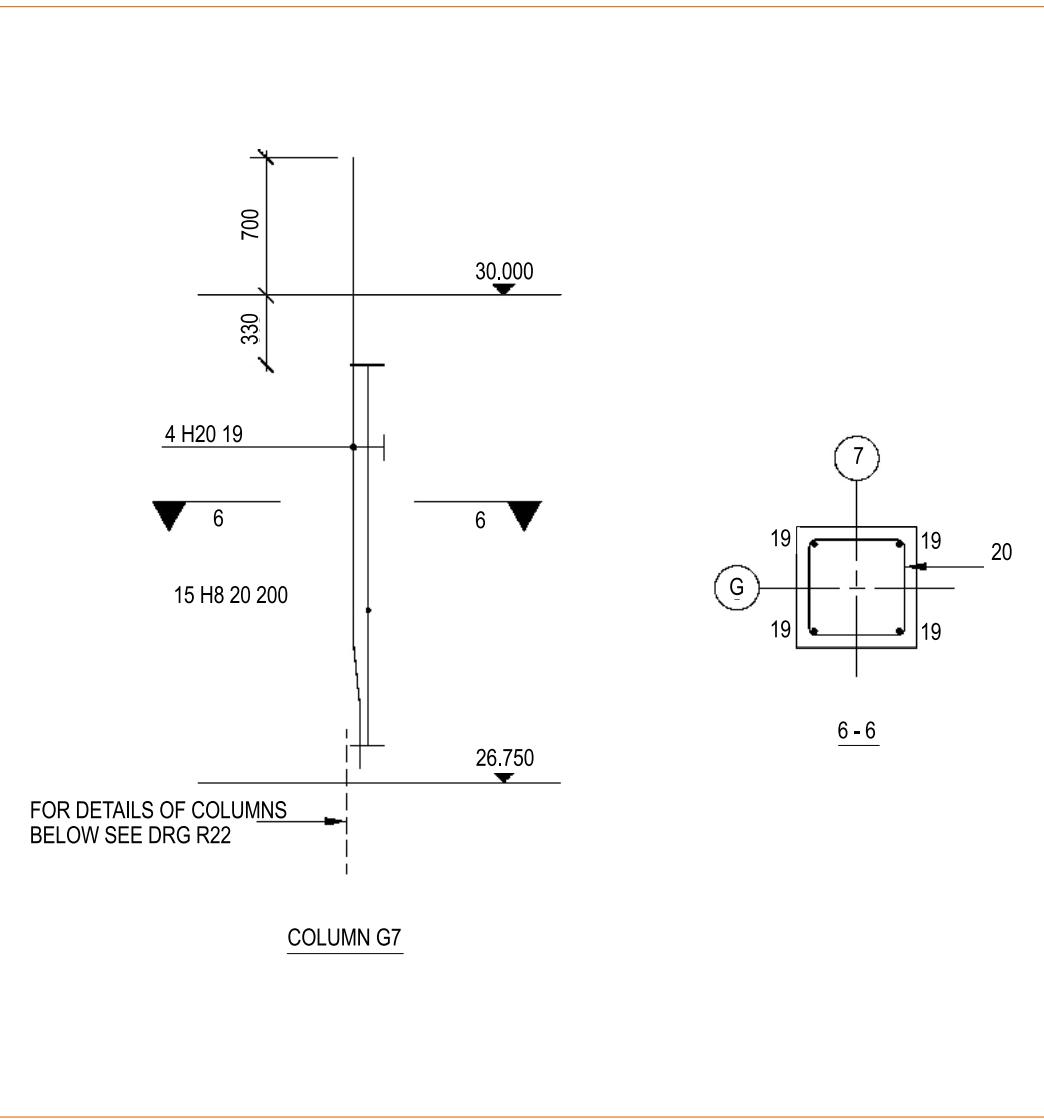 700
30.000
330
4 H20 19
6 6
15 H8 20 200
26.750
FOR DETAILS OF COLUMNS
BELOW SEE DRG R22
COLUMN G7
7
19 19
20
G
19 19
6 - 6